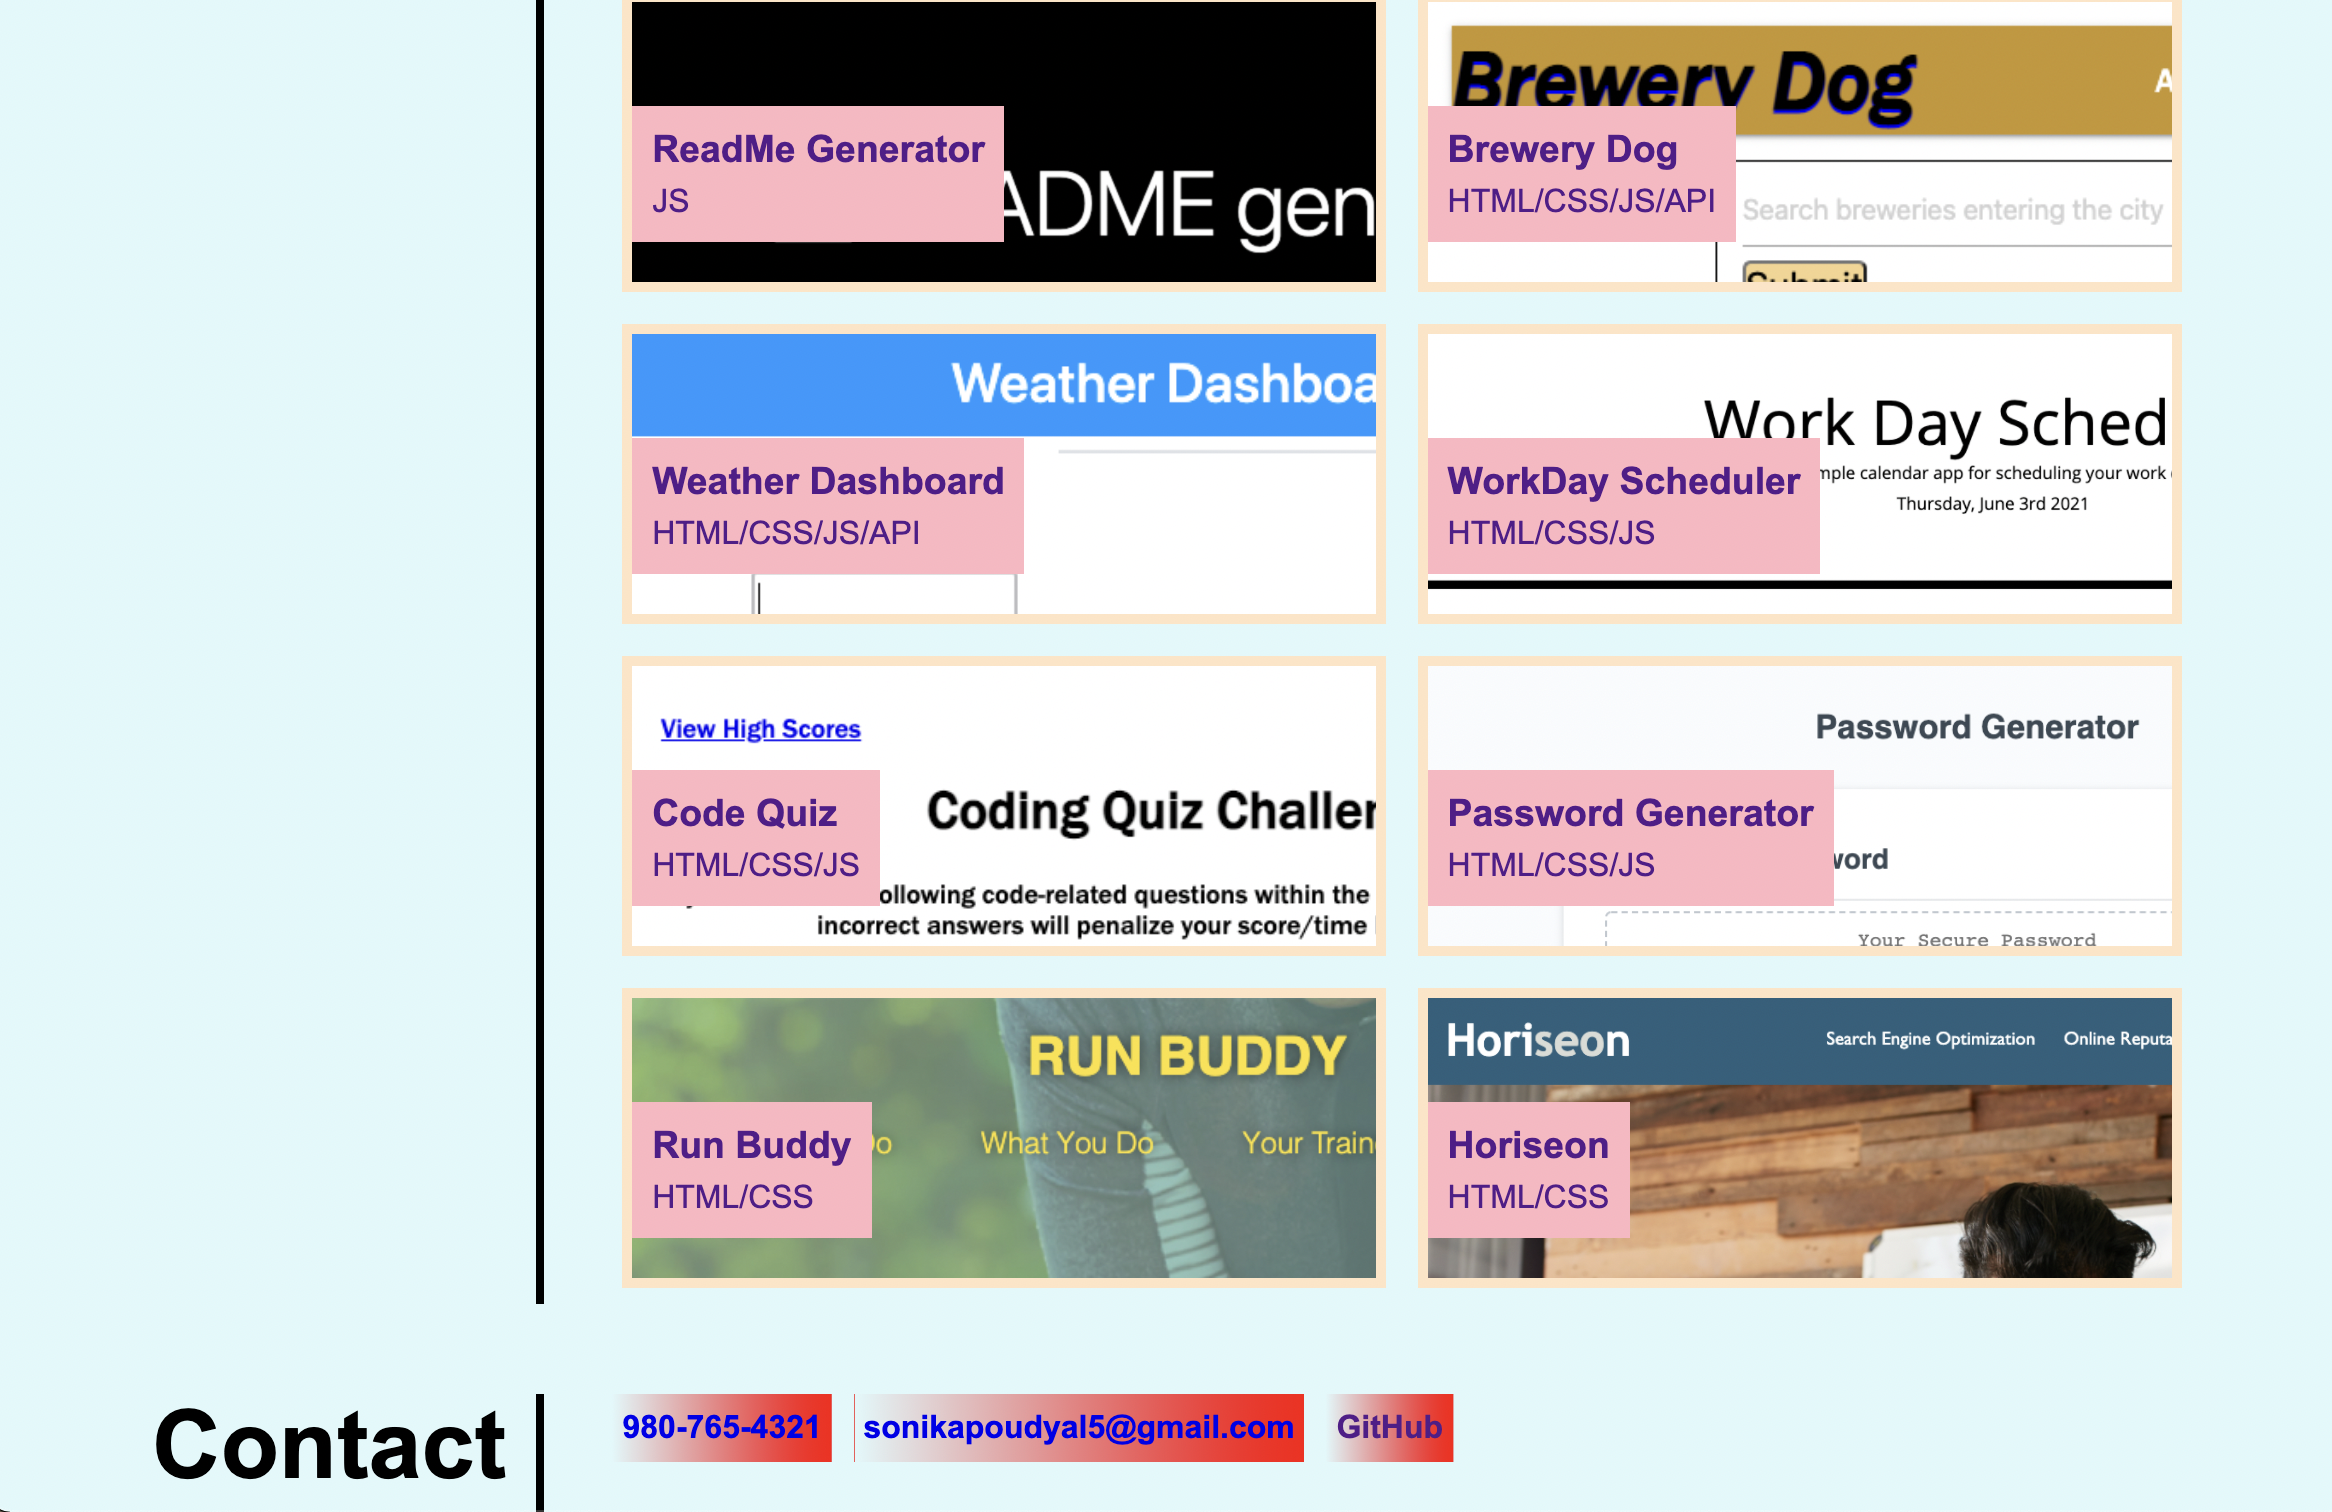 ADME gen
ReadMe Generator
JS
Brewery Dog
A
Brewery Dog
HTML/CSS/JS/API
Search breweries entering the city
Submit
Weather Dashboa
Weather Dashboard
HTML/CSS/JS/API
Work Day Sched
mple calendar app for scheduling your work
Thursday, June 3rd 2021
WorkDay Scheduler
HTML/CSS/JS
View High Scores
Coding Quiz Challen
Code Quiz
HTML/CSS/JS
ollowing code-related questions within the
incorrect answers will penalize your score/time
Password Generator
Password Generator
HTML/CSS/JS
word
Your Secure Password
RUN BUDDY
Run Buddy
HTML/CSS
Do What You Do Your Train
Horiseon
Search Engine Optimization Online Reputa
Horiseon
HTML/CSS
Contact
980-765-4321 sonikapoudyal5@gmail.com GitHub